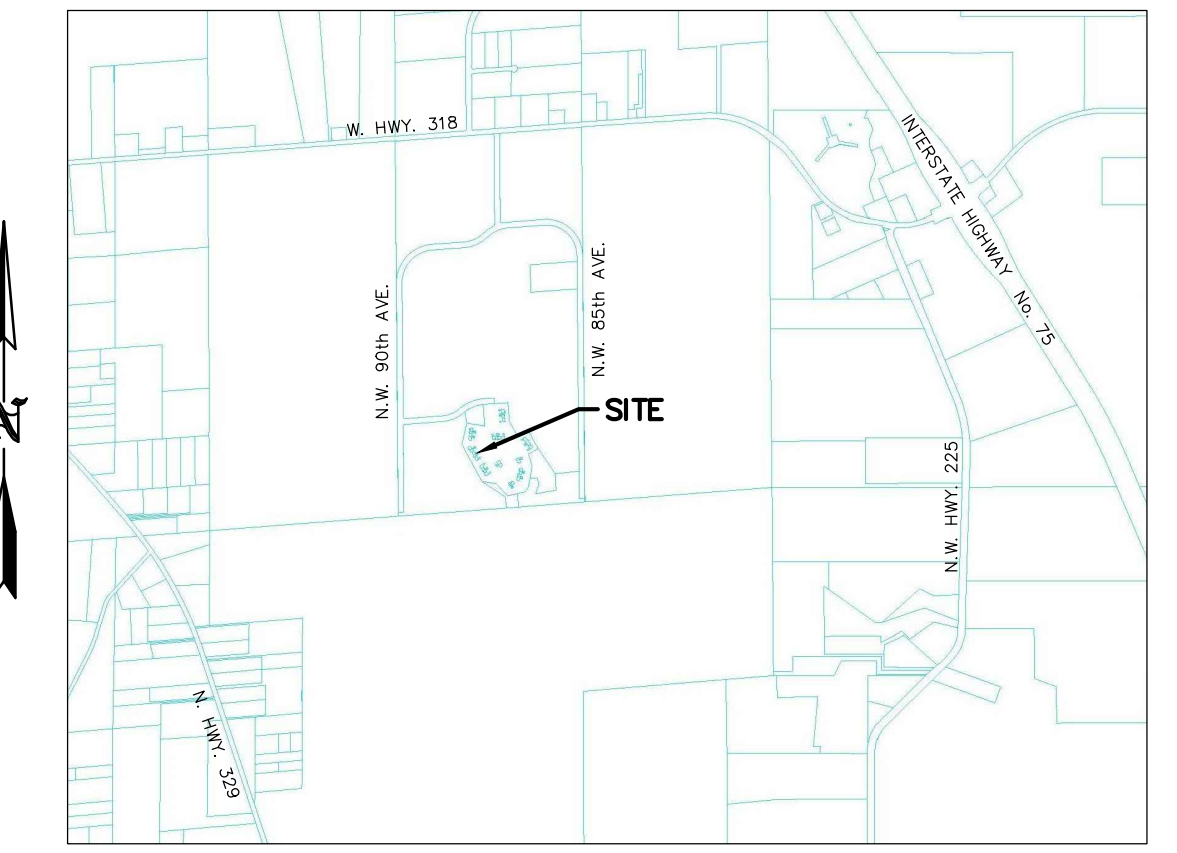 W. HWY. 318
INTERSTATE HIGHWAY No. 75
N.W. 90th AVE.
N.W. 85th AVE.
SITE
N.W. HWY. 225
N. HWY. 329